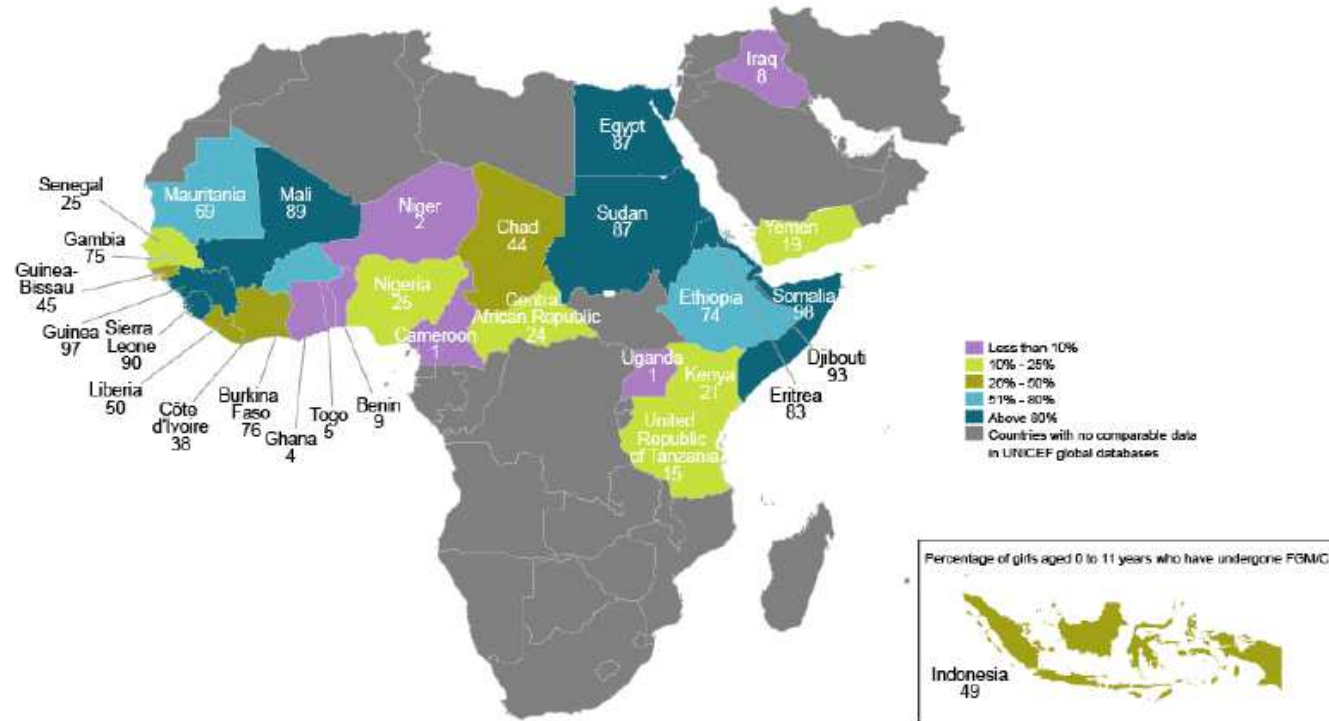 Iraq
8
Egypt
87
Senegal
25
Mauritania
69
Mali
89
Niger
2
Chad
44
Sudan
87
Yemen
19
Gambia
75
Guinea-
Bissau
45
Nigeria
25
Central
African Republic
24
Ethiopia
74
Somalia
98
Guinea
97
Sierra
Leone
90
Cameroon
1
Uganda
1
Kenya
21
Djibouti
93
Eritrea
83
Liberia
50
Côte
d'Ivoire
38
Burkina
Faso
76
Ghana
4
Togo
5
Benin
9
United
Republic
of Tanzania
15
Less than 10%
10% - 25%
26% - 50%
51% - 80%
Above 80%
Countries with no comparable data
in UNICEF global databases
Percentage of girls aged 0 to 11 years who have undergone FGM/C
Indonesia
49